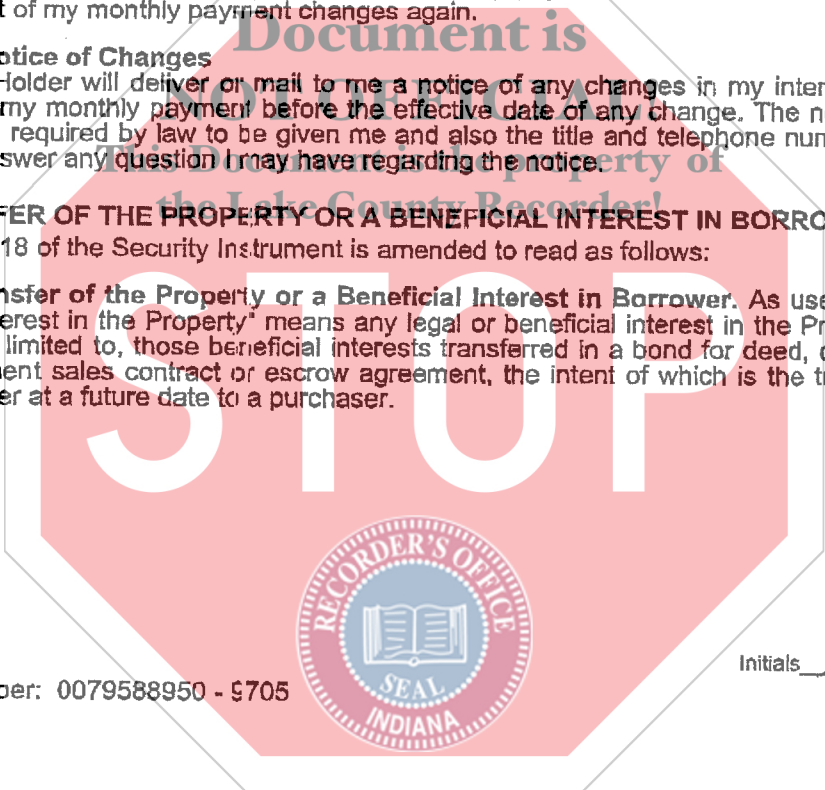 t of my monthly payment changes again.
Document is
otice of Changes
Holder will deliver or mail to me a notice of any changes in my inter
NOT OFFICIAL!
my monthly payment before the effective date of any change. The n
required by law to be given me and also the title and telephone num
swer any question I may have regarding the notice.
This Document is the property of
the Lake County Recorder!
FER OF THE PROPERTY OR A BENEFICIAL INTEREST IN BORRO
18 of the Security Instrument is amended to read as follows:
nsfer of the Property or a Beneficial Interest in Borrower. As use
erest in the Property" means any legal or beneficial interest in the Pr
limited to, those beneficial interests transferred in a bond for deed, c
ent sales contract or escrow agreement, the intent of which is the tr
er at a future date to a purchaser.
STOP
RECORDER'S OFFICE
SEAL
INDIANA
Initials
ber: 0079588950 - 9705